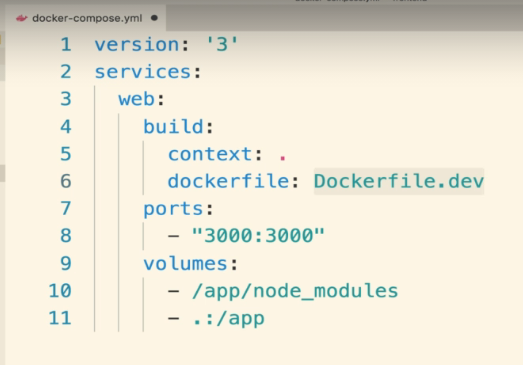 docker-compose.yml
1 version: '3'
2 services:
3 web:
4 build:
5 context: .
6 dockerfile: Dockerfile.dev
7 ports:
8 - "3000:3000"
9 volumes:
10 - /app/node_modules
11 - .:/app